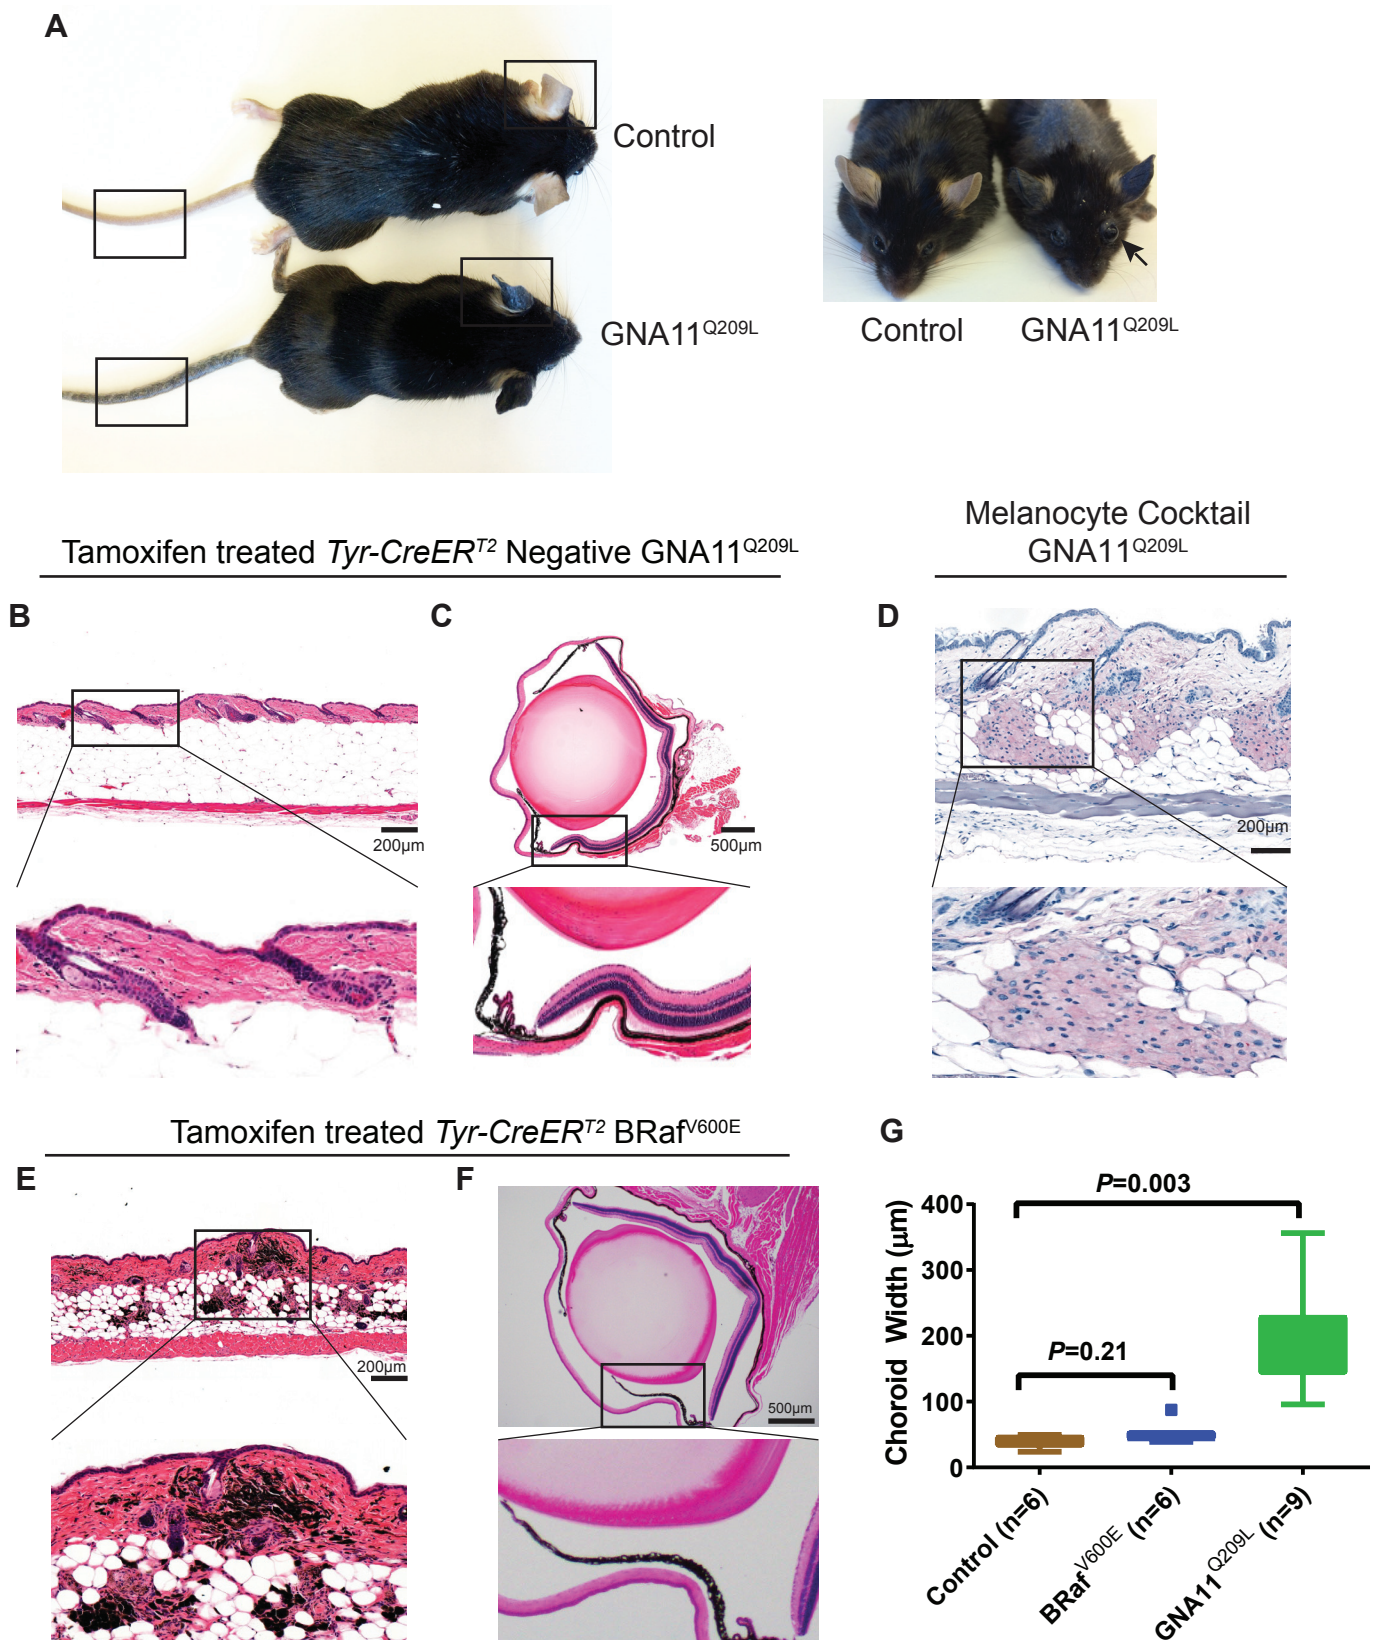 A
Control
GNA11Q209L
Control GNA11Q209L
Tamoxifen treated Tyr-CreERT2 Negative GNA11Q209L
Melanocyte Cocktail
GNA11Q209L
B
200µm
C
500µm
D
200µm
Tamoxifen treated Tyr-CreERT2 BRafV600E
E
200µm
F
500µm
G
P=0.003
P=0.21
Choroid Width (µm)
400
300
200
100
0
Control (n=6)
BRafV600E (n=6)
GNA11Q209L (n=9)